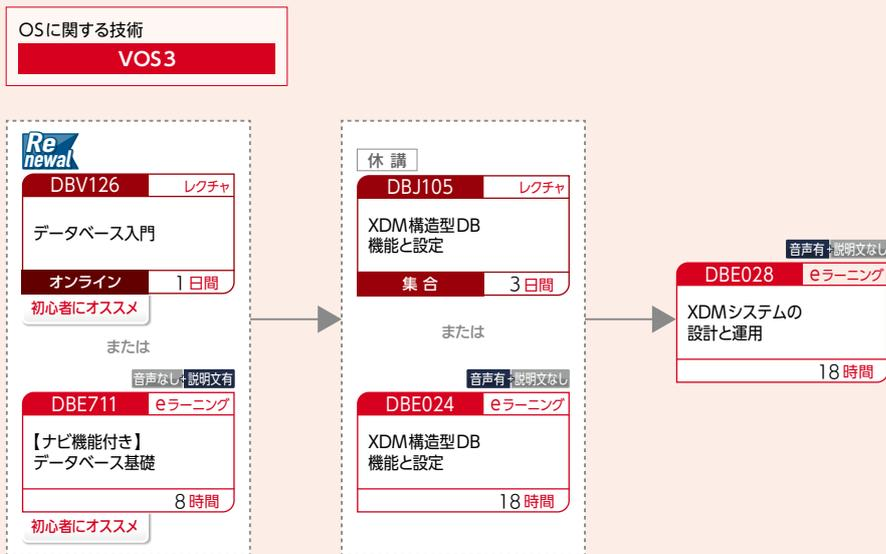 OSに関する技術
VOS3
Re
newal
DBV126 レクチャ
データベース入門
オンライン 1日間
初心者にオススメ
または
音声なし+説明文有
DBE711 eラーニング
【ナビ機能付き】
データベース基礎
8時間
初心者にオススメ
休 講
DBJ105 レクチャ
XDM構造型DB
機能と設定
集 合 3日間
または
音声有+説明文なし
DBE024 eラーニング
XDM構造型DB
機能と設定
18時間
音声有+説明文なし
DBE028 eラーニング
XDMシステムの
設計と運用
18時間